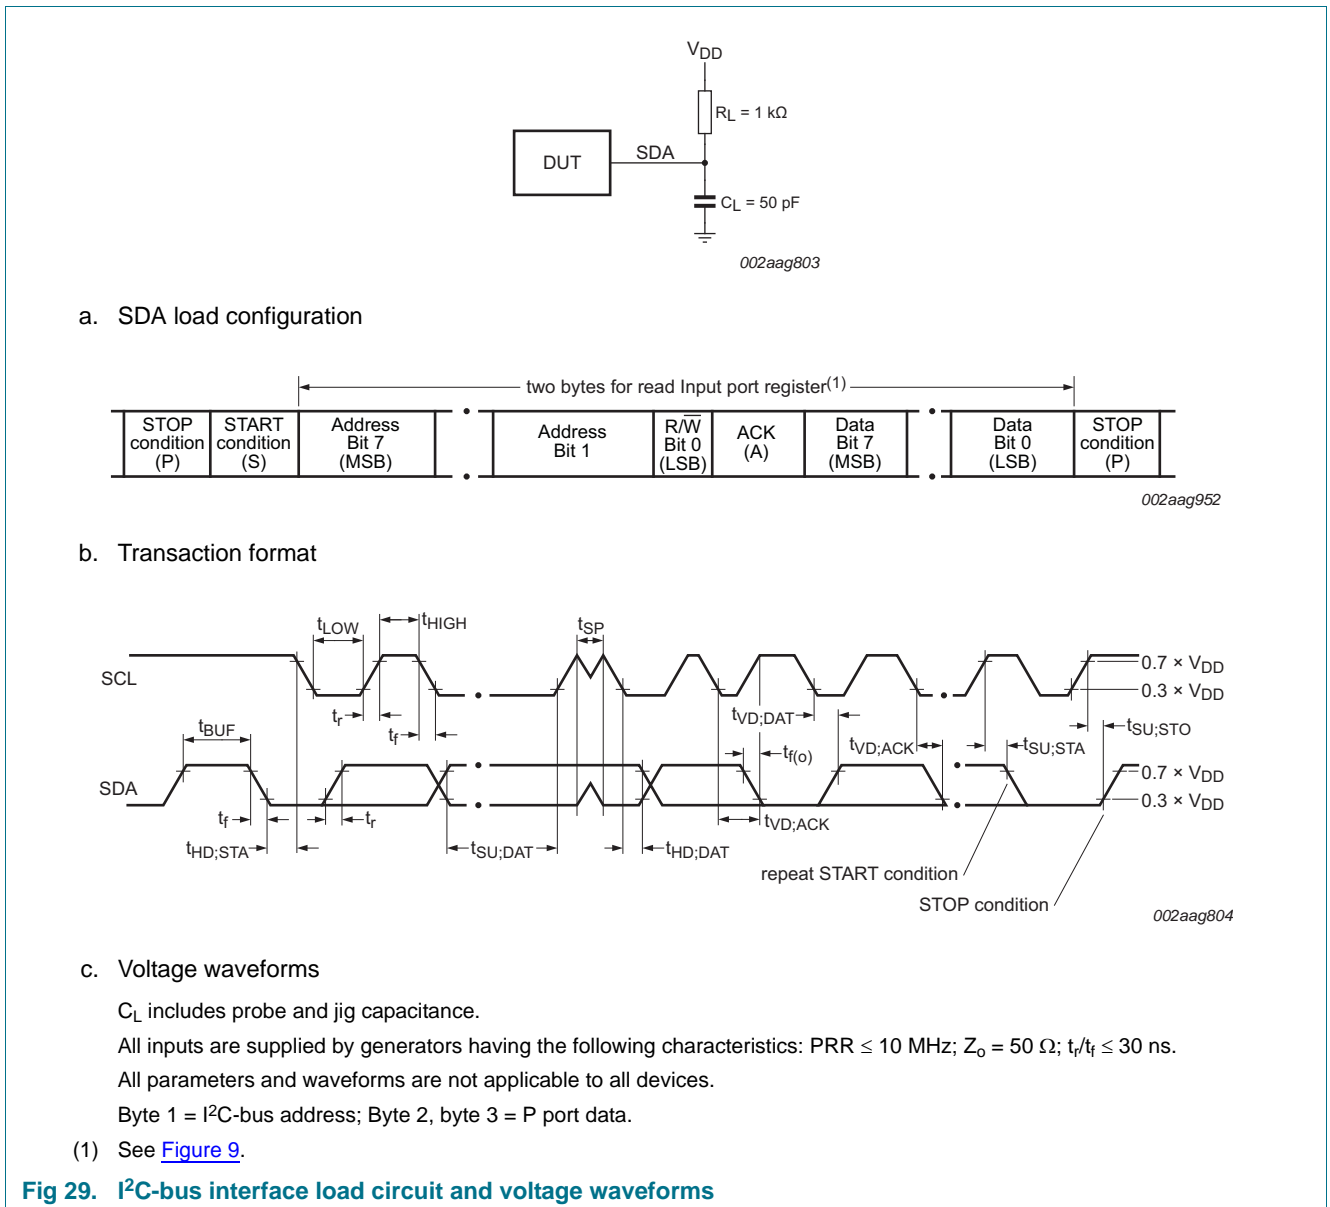 VDD
RL = 1 kΩ
DUT
SDA
CL = 50 pF
002aag803
a. SDA load configuration
two bytes for read Input port register(1)
STOP condition (P)
START condition (S)
Address Bit 7 (MSB)
Address Bit 1
R/W̅ Bit 0 (LSB)
ACK (A)
Data Bit 7 (MSB)
Data Bit 0 (LSB)
STOP condition (P)
002aag952
b. Transaction format
tLOW
tHIGH
tSP
SCL
0.7 × VDD
0.3 × VDD
tr
tf
tBUF
tVD;DAT
tf(o)
tVD;ACK
tSU;STA
tSU;STO
SDA
0.7 × VDD
0.3 × VDD
tf
tr
tHD;STA
tSU;DAT
tHD;DAT
tVD;ACK
repeat START condition
STOP condition
002aag804
c. Voltage waveforms
CL includes probe and jig capacitance.
All inputs are supplied by generators having the following characteristics: PRR ≤ 10 MHz; Zo = 50 Ω; tr/tf ≤ 30 ns.
All parameters and waveforms are not applicable to all devices.
Byte 1 = I2C-bus address; Byte 2, byte 3 = P port data.
(1) See Figure 9.
Fig 29. I2C-bus interface load circuit and voltage waveforms